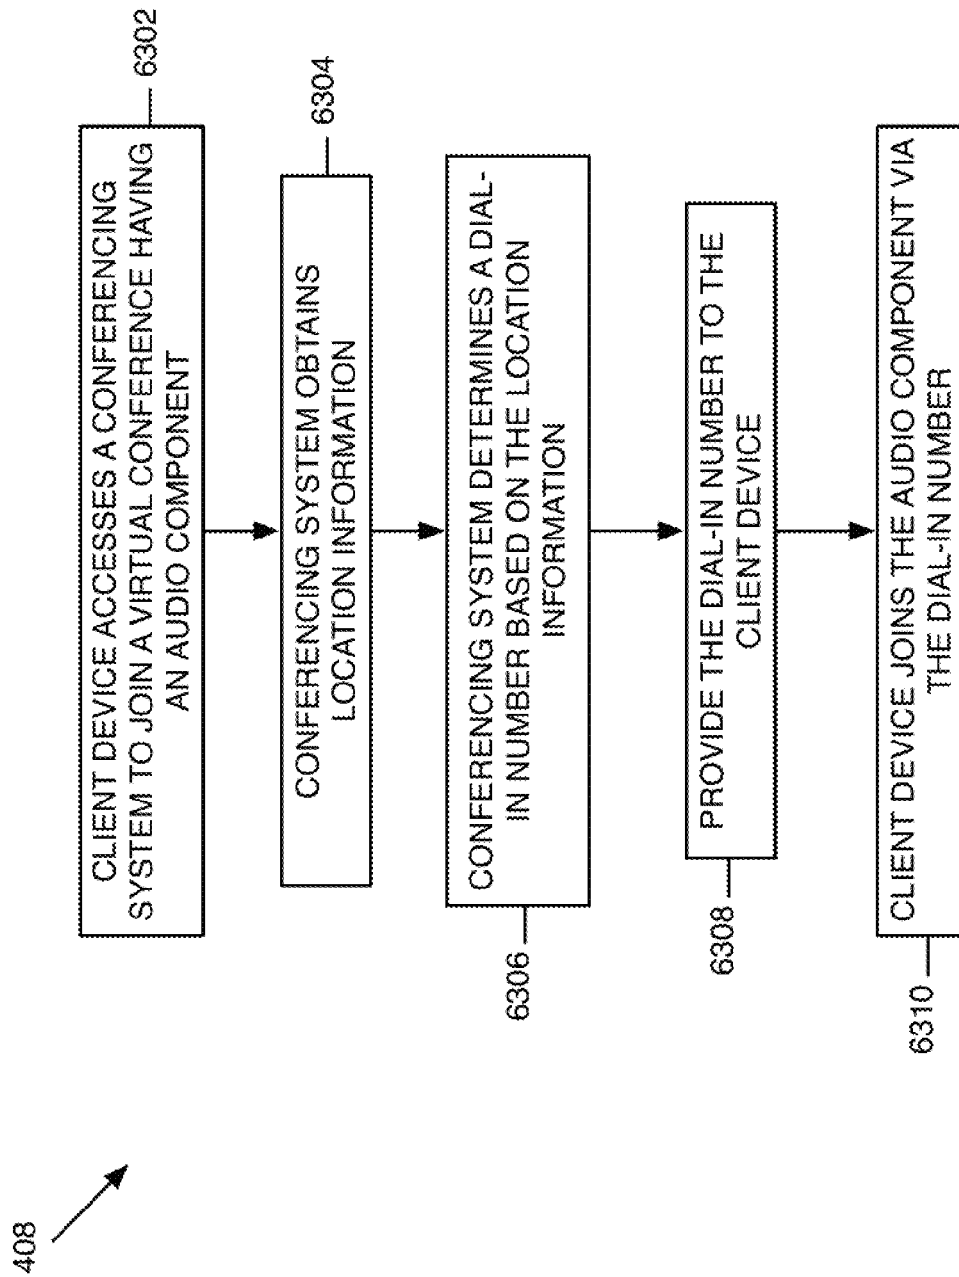 408
CLIENT DEVICE ACCESSES A CONFERENCING
SYSTEM TO JOIN A VIRTUAL CONFERENCE HAVING
AN AUDIO COMPONENT
6302
CONFERENCING SYSTEM OBTAINS
LOCATION INFORMATION
6304
CONFERENCING SYSTEM DETERMINES A DIAL-
IN NUMBER BASED ON THE LOCATION
INFORMATION
6306
PROVIDE THE DIAL-IN NUMBER TO THE
CLIENT DEVICE
6308
CLIENT DEVICE JOINS THE AUDIO COMPONENT VIA
THE DIAL-IN NUMBER
6310